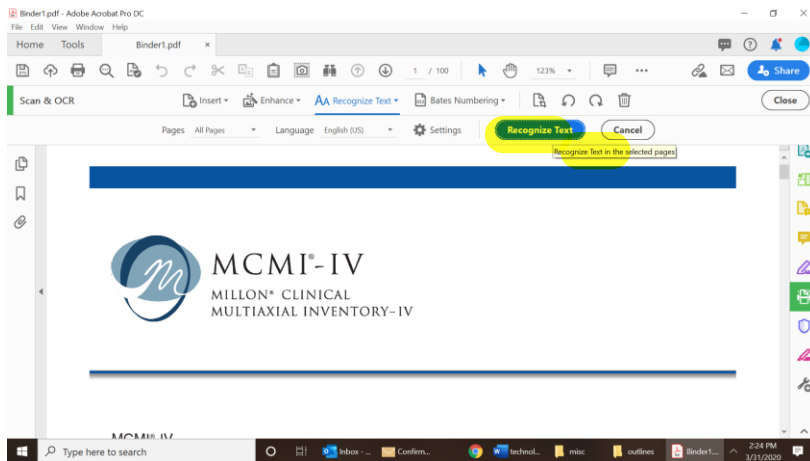 Binder1.pdf - Adobe Acrobat Pro DC
File Edit View Window Help
Home Tools Binder1.pdf ×
1 / 100 123% Share
Scan & OCR Insert Enhance Recognize Text Bates Numbering Close
Pages All Pages Language English (US) Settings Recognize Text Cancel
Recognize Text in the selected pages
MCMI®-IV
MILLON® CLINICAL
MULTIAXIAL INVENTORY–IV
MCMI®-IV
Type here to search Inbox - ... Confirm... technol... misc outlines Binder1... 2:24 PM
3/31/2020